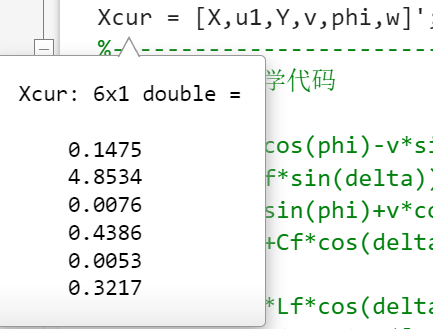 Xcur = [X,u1,Y,v,phi,w]';
%- - - - - - - - - - - - - - - - - - - -
Xcur: 6x1 double =
学代码
0.1475
cos(phi)-v*si
4.8534
f*sin(delta))
0.0076
sin(phi)+v*co
0.4386
+Cf*cos(delta
0.0053
0.3217
*Lf*cos(delta